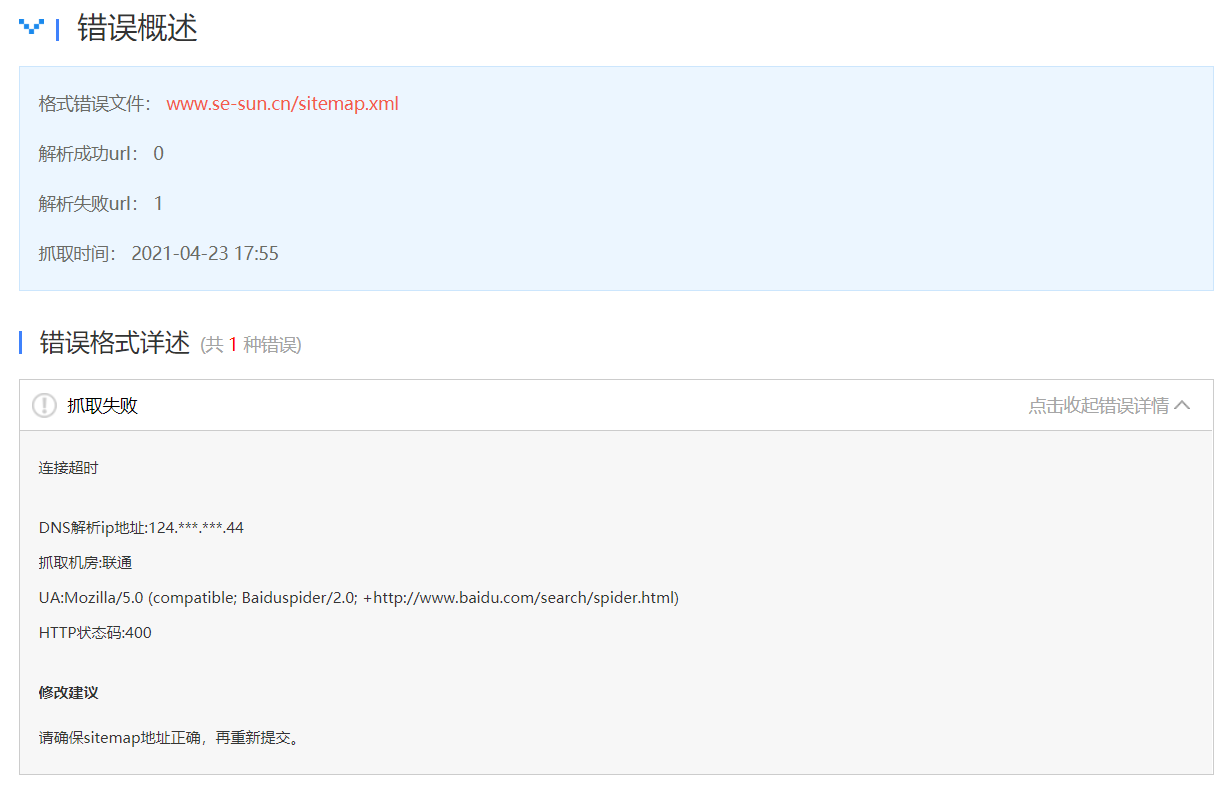 错误概述
格式错误文件： www.se-sun.cn/sitemap.xml
解析成功url： 0
解析失败url： 1
抓取时间： 2021-04-23 17:55
错误格式详述 (共 1 种错误)
抓取失败 点击收起错误详情
连接超时
DNS解析ip地址:124.***.***.44
抓取机房:联通
UA:Mozilla/5.0 (compatible; Baiduspider/2.0; +http://www.baidu.com/search/spider.html)
HTTP状态码:400
修改建议
请确保sitemap地址正确，再重新提交。